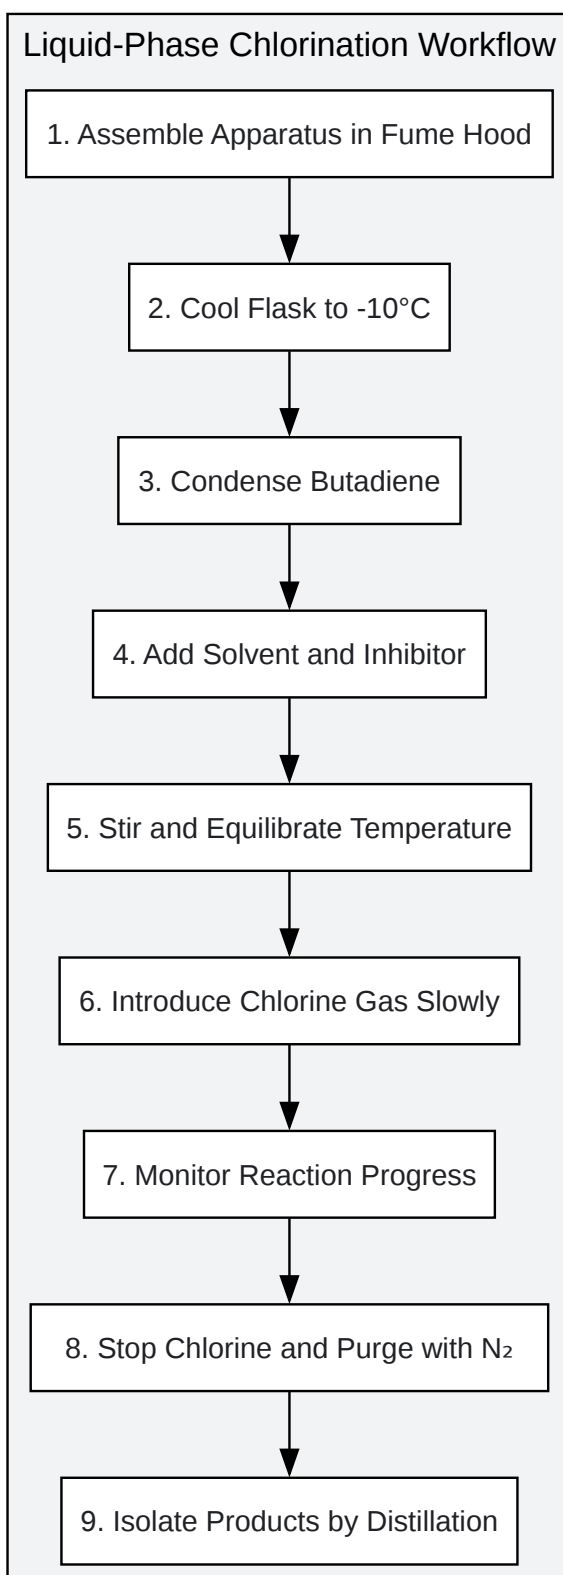 Liquid-Phase Chlorination Workflow
1. Assemble Apparatus in Fume Hood
2. Cool Flask to -10°C
3. Condense Butadiene
4. Add Solvent and Inhibitor
5. Stir and Equilibrate Temperature
6. Introduce Chlorine Gas Slowly
7. Monitor Reaction Progress
8. Stop Chlorine and Purge with N₂
9. Isolate Products by Distillation